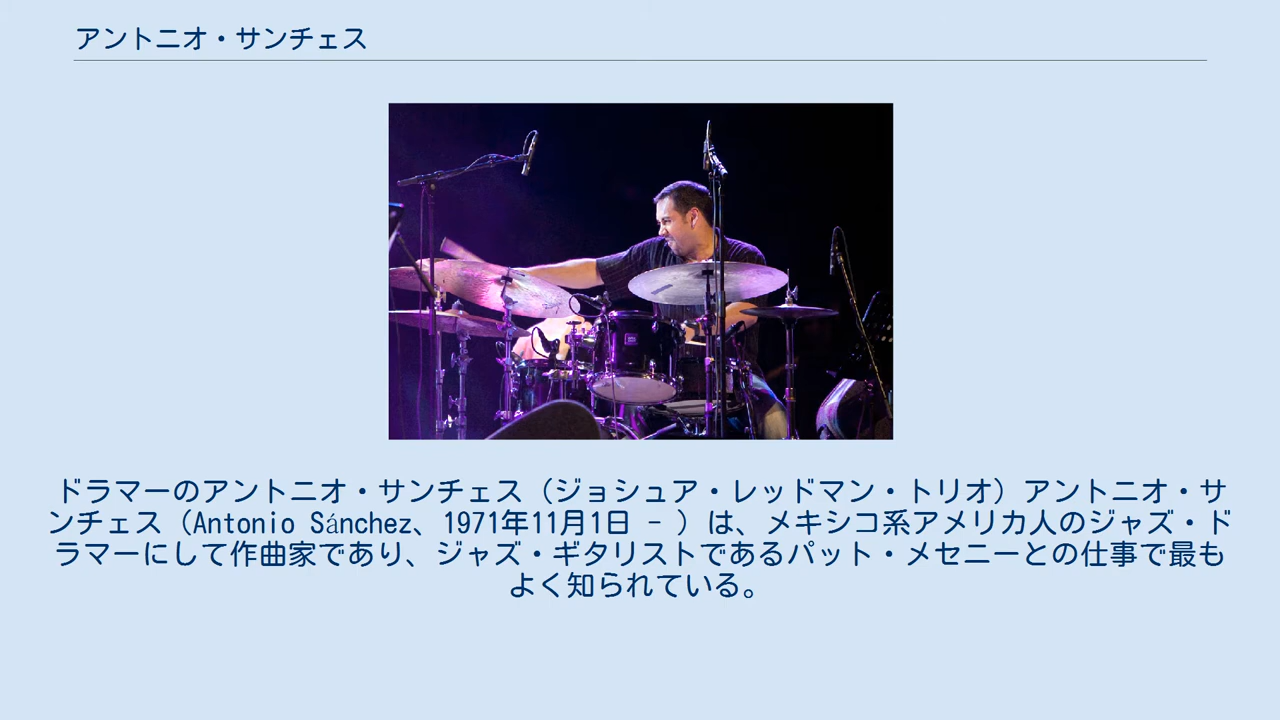 アントニオ・サンチェス
ドラマーのアントニオ・サンチェス（ジョシュア・レッドマン・トリオ）アントニオ・サ
ンチェス（Antonio Sánchez、1971年11月1日 - ）は、メキシコ系アメリカ人のジャズ・ド
ラマーにして作曲家であり、ジャズ・ギタリストであるパット・メセニーとの仕事で最も
よく知られている。